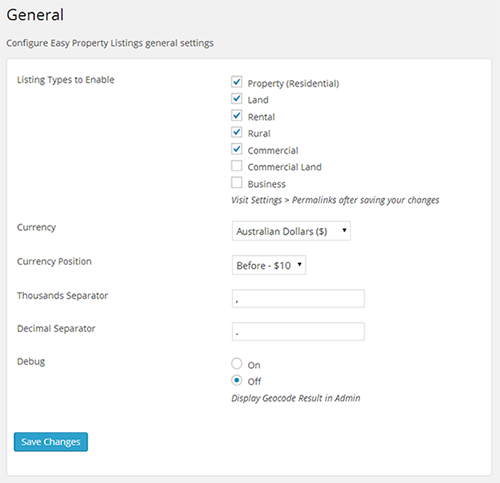 General
Configure Easy Property Listings general settings
Listing Types to Enable
Property (Residential)
Land
Rental
Rural
Commercial
Commercial Land
Business
Visit Settings > Permalinks after saving your changes
Currency
Australian Dollars ($)
Currency Position
Before - $10
Thousands Separator
,
Decimal Separator
.
Debug
On
Off
Display Geocode Result in Admin
Save Changes